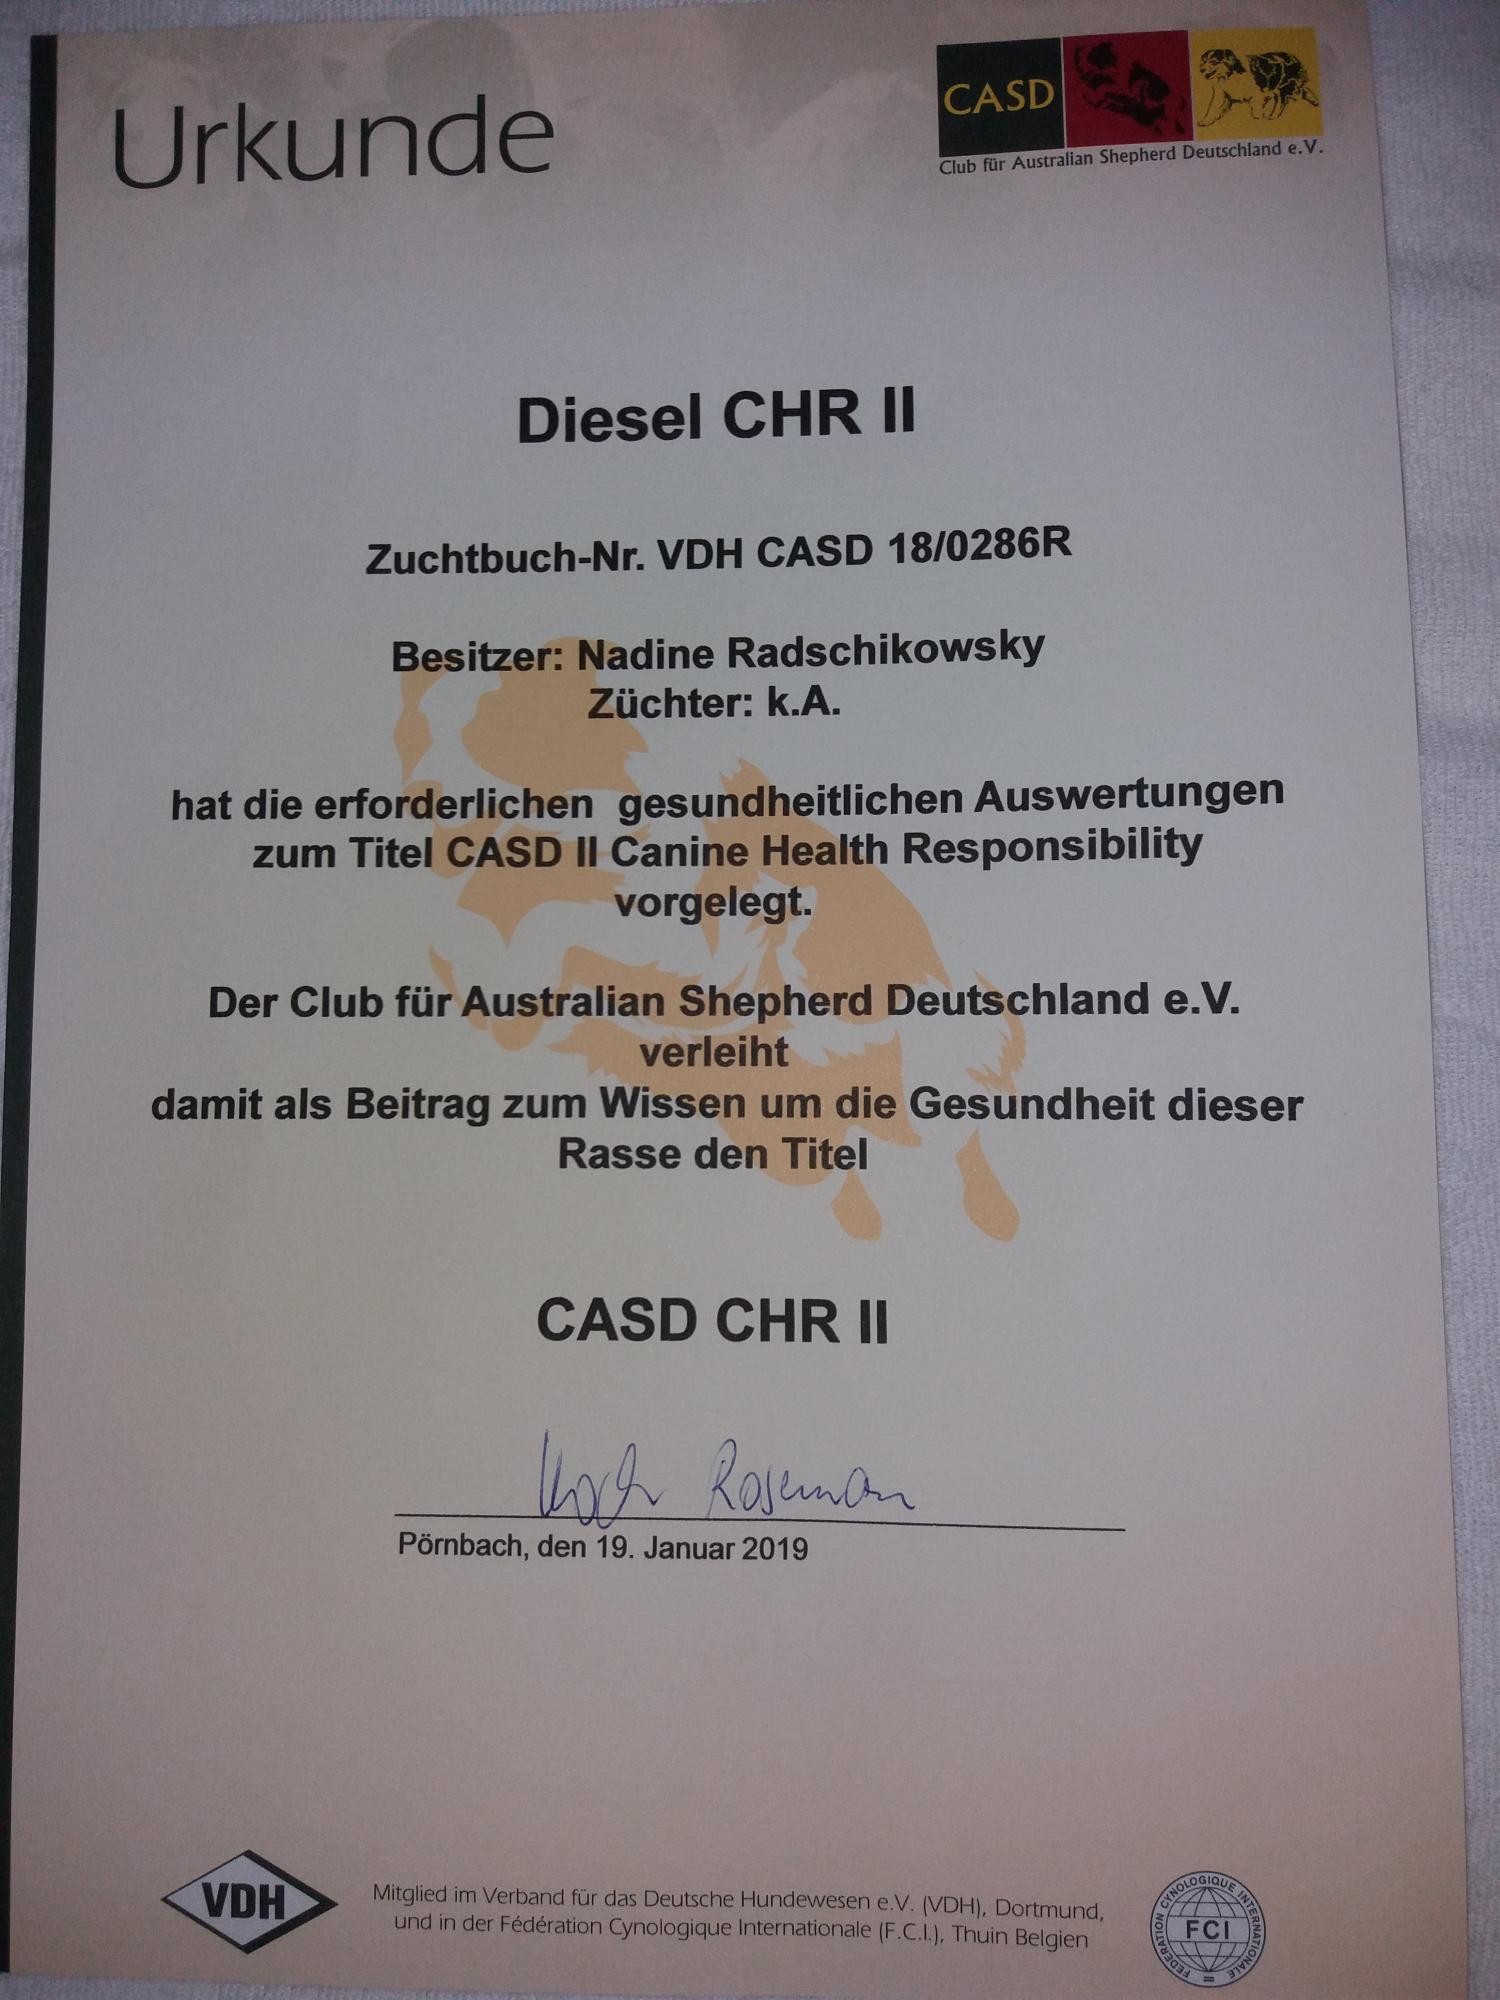 Urkunde
CASD
Club für Australian Shepherd Deutschland e.V.
Diesel CHR II
Zuchtbuch-Nr. VDH CASD 18/0286R
Besitzer: Nadine Radschikowsky
Züchter: k.A.
hat die erforderlichen gesundheitlichen Auswertungen
zum Titel CASD II Canine Health Responsibility
vorgelegt.
Der Club für Australian Shepherd Deutschland e.V.
verleiht
damit als Beitrag zum Wissen um die Gesundheit dieser
Rasse den Titel
CASD CHR II
Pörnbach, den 19. Januar 2019
VDH
Mitglied im Verband für das Deutsche Hundewesen e.V. (VDH), Dortmund,
und in der Fédération Cynologique Internationale (F.C.I.), Thuin Belgien
FEDERATION CYNOLOGIQUE INTERNATIONALE
FCI